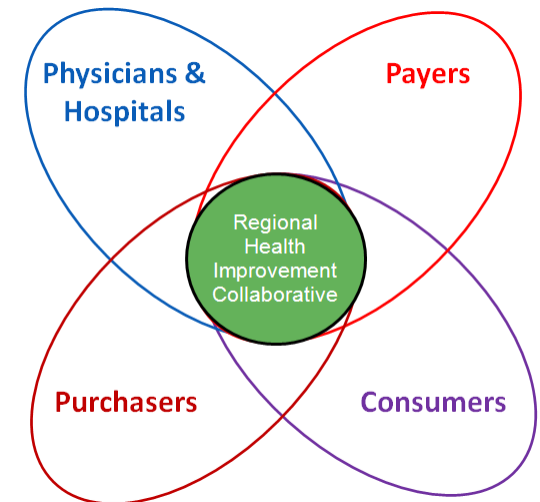 Physicians &
Hospitals
Payers
Regional
Health
Improvement
Collaborative
Purchasers
Consumers